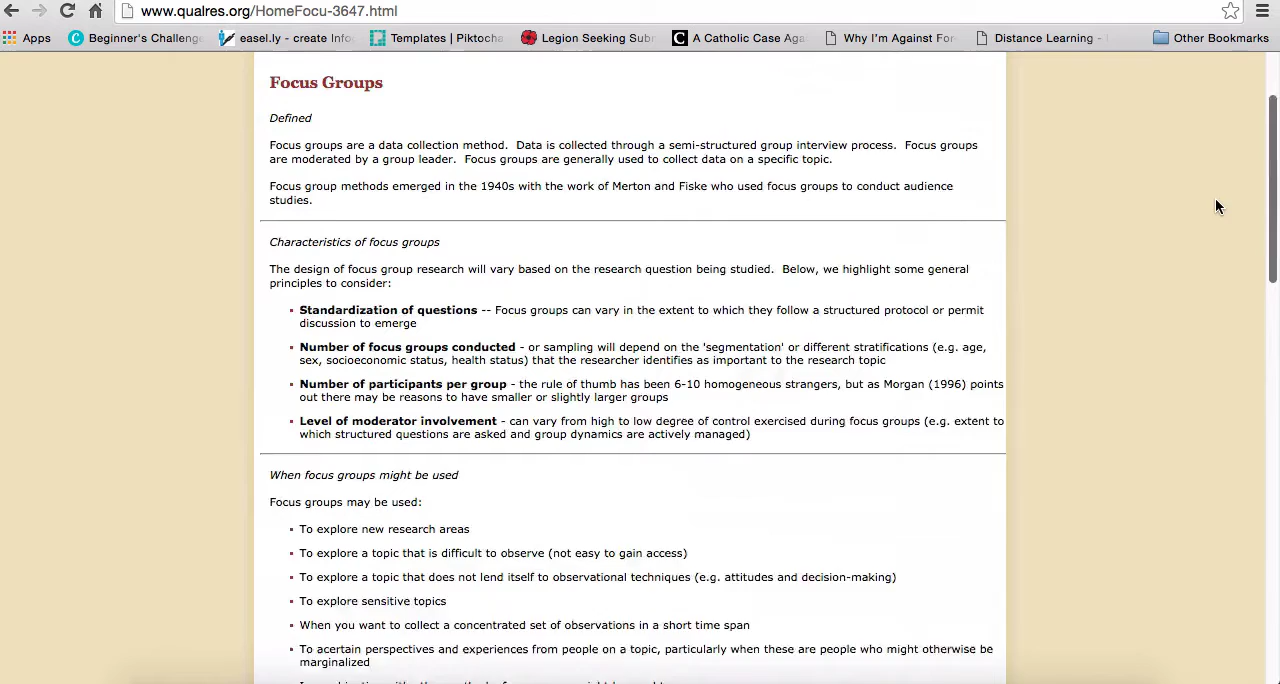 www.qualres.org/HomeFocu-3647.html
Apps Beginner's Challeng easel.ly - create Info Templates | Piktocha Legion Seeking Sub A Catholic Case Aga Why I'm Against For Distance Learning - Other Bookmarks
Focus Groups
Defined
Focus groups are a data collection method. Data is collected through a semi-structured group interview process. Focus groups
are moderated by a group leader. Focus groups are generally used to collect data on a specific topic.
Focus group methods emerged in the 1940s with the work of Merton and Fiske who used focus groups to conduct audience
studies.
Characteristics of focus groups
The design of focus group research will vary based on the research question being studied. Below, we highlight some general
principles to consider:
Standardization of questions -- Focus groups can vary in the extent to which they follow a structured protocol or permit
discussion to emerge
Number of focus groups conducted - or sampling will depend on the 'segmentation' or different stratifications (e.g. age,
sex, socioeconomic status, health status) that the researcher identifies as important to the research topic
Number of participants per group - the rule of thumb has been 6-10 homogeneous strangers, but as Morgan (1996) points
out there may be reasons to have smaller or slightly larger groups
Level of moderator involvement - can vary from high to low degree of control exercised during focus groups (e.g. extent to
which structured questions are asked and group dynamics are actively managed)
When focus groups might be used
Focus groups may be used:
To explore new research areas
To explore a topic that is difficult to observe (not easy to gain access)
To explore a topic that does not lend itself to observational techniques (e.g. attitudes and decision-making)
To explore sensitive topics
When you want to collect a concentrated set of observations in a short time span
To acertain perspectives and experiences from people on a topic, particularly when these are people who might otherwise be
marginalized